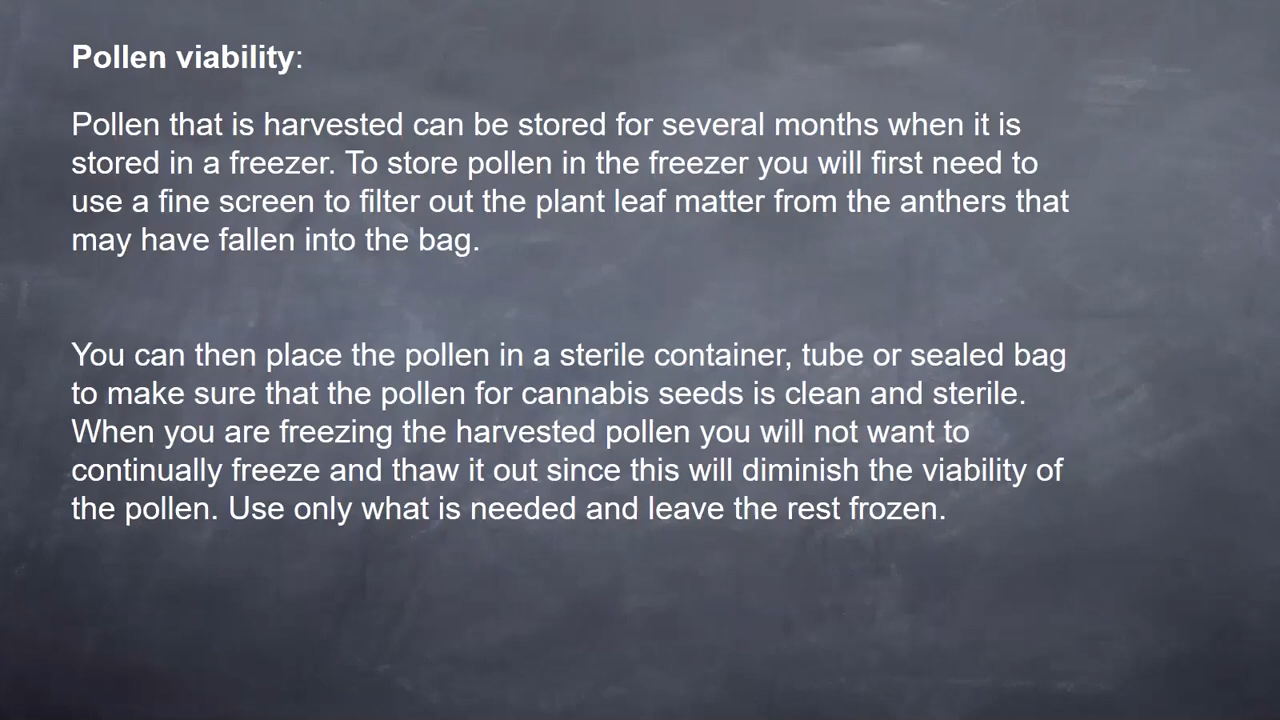 Pollen viability:
Pollen that is harvested can be stored for several months when it is
stored in a freezer. To store pollen in the freezer you will first need to
use a fine screen to filter out the plant leaf matter from the anthers that
may have fallen into the bag.
You can then place the pollen in a sterile container, tube or sealed bag
to make sure that the pollen for cannabis seeds is clean and sterile.
When you are freezing the harvested pollen you will not want to
continually freeze and thaw it out since this will diminish the viability of
the pollen. Use only what is needed and leave the rest frozen.